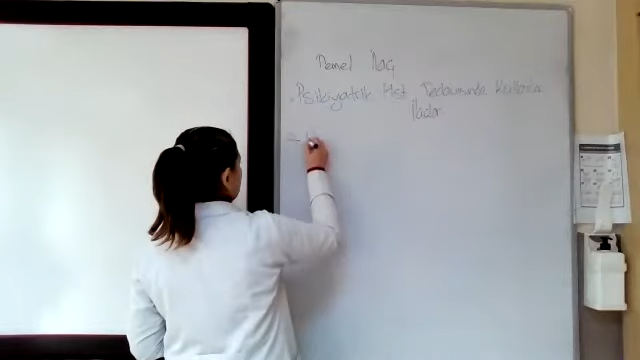 Temel İlaç
Psikiyatrik Hst Tedavisinde Kullanılan
İlaçlar